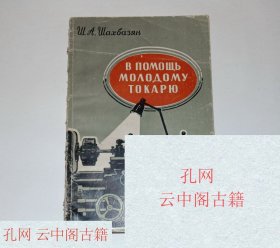 Ш. А. Шахбазян
В ПОМОЩЬ
МОЛОДОМУ
ТОКАРЮ
孔网
云中阁古籍
孔网
云中阁古籍